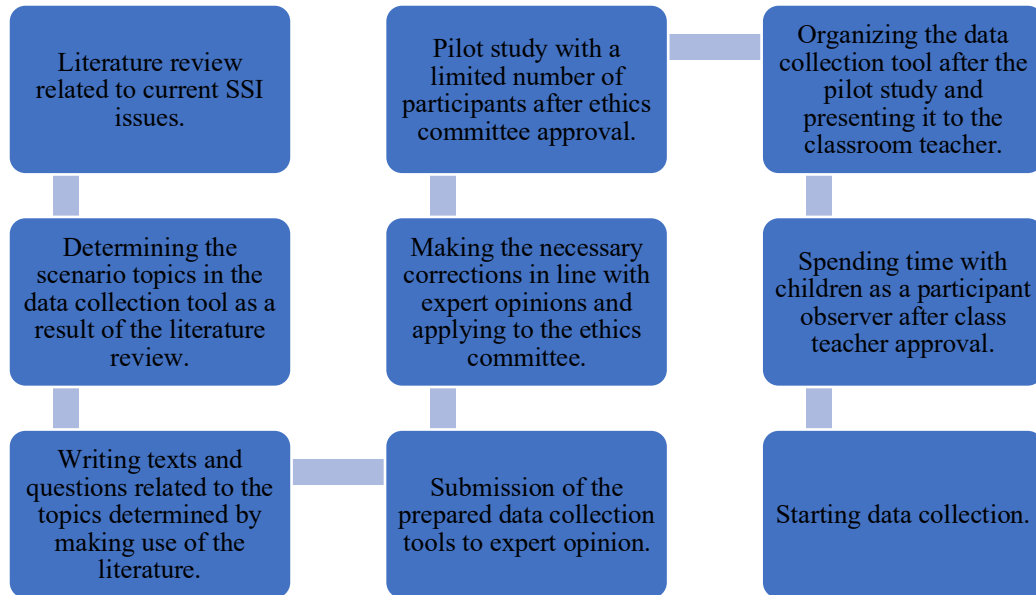 Literature review
related to current SSI
issues.
Determining the
scenario topics in the
data collection tool as a
result of the literature
review.
Writing texts and
questions related to the
topics determined by
making use of the
literature.
Submission of the
prepared data collection
tools to expert opinion.
Making the necessary
corrections in line with
expert opinions and
applying to the ethics
committee.
Pilot study with a
limited number of
participants after ethics
committee approval.
Organizing the data
collection tool after the
pilot study and
presenting it to the
classroom teacher.
Spending time with
children as a participant
observer after class
teacher approval.
Starting data collection.